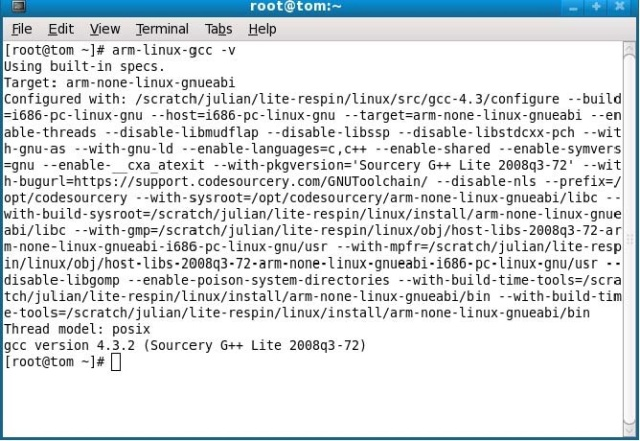 root@tom:~
File Edit View Terminal Tabs Help
[root@tom ~]# arm-linux-gcc -v
Using built-in specs.
Target: arm-none-linux-gnueabi
Configured with: /scratch/julian/lite-respin/linux/src/gcc-4.3/configure --build
=i686-pc-linux-gnu --host=i686-pc-linux-gnu --target=arm-none-linux-gnueabi --en
able-threads --disable-libmudflap --disable-libssp --disable-libstdcxx-pch --wit
h-gnu-as --with-gnu-ld --enable-languages=c,c++ --enable-shared --enable-symvers
=gnu --enable-__cxa_atexit --with-pkgversion='Sourcery G++ Lite 2008q3-72' --wit
h-bugurl=https://support.codesourcery.com/GNUToolchain/ --disable-nls --prefix=/
opt/codesourcery --with-sysroot=/opt/codesourcery/arm-none-linux-gnueabi/libc --
with-build-sysroot=/scratch/julian/lite-respin/linux/install/arm-none-linux-gnue
abi/libc --with-gmp=/scratch/julian/lite-respin/linux/obj/host-libs-2008q3-72-ar
m-none-linux-gnueabi-i686-pc-linux-gnu/usr --with-mpfr=/scratch/julian/lite-resp
in/linux/obj/host-libs-2008q3-72-arm-none-linux-gnueabi-i686-pc-linux-gnu/usr --
disable-libgomp --enable-poison-system-directories --with-build-time-tools=/scra
tch/julian/lite-respin/linux/install/arm-none-linux-gnueabi/bin --with-build-tim
e-tools=/scratch/julian/lite-respin/linux/install/arm-none-linux-gnueabi/bin
Thread model: posix
gcc version 4.3.2 (Sourcery G++ Lite 2008q3-72)
[root@tom ~]#